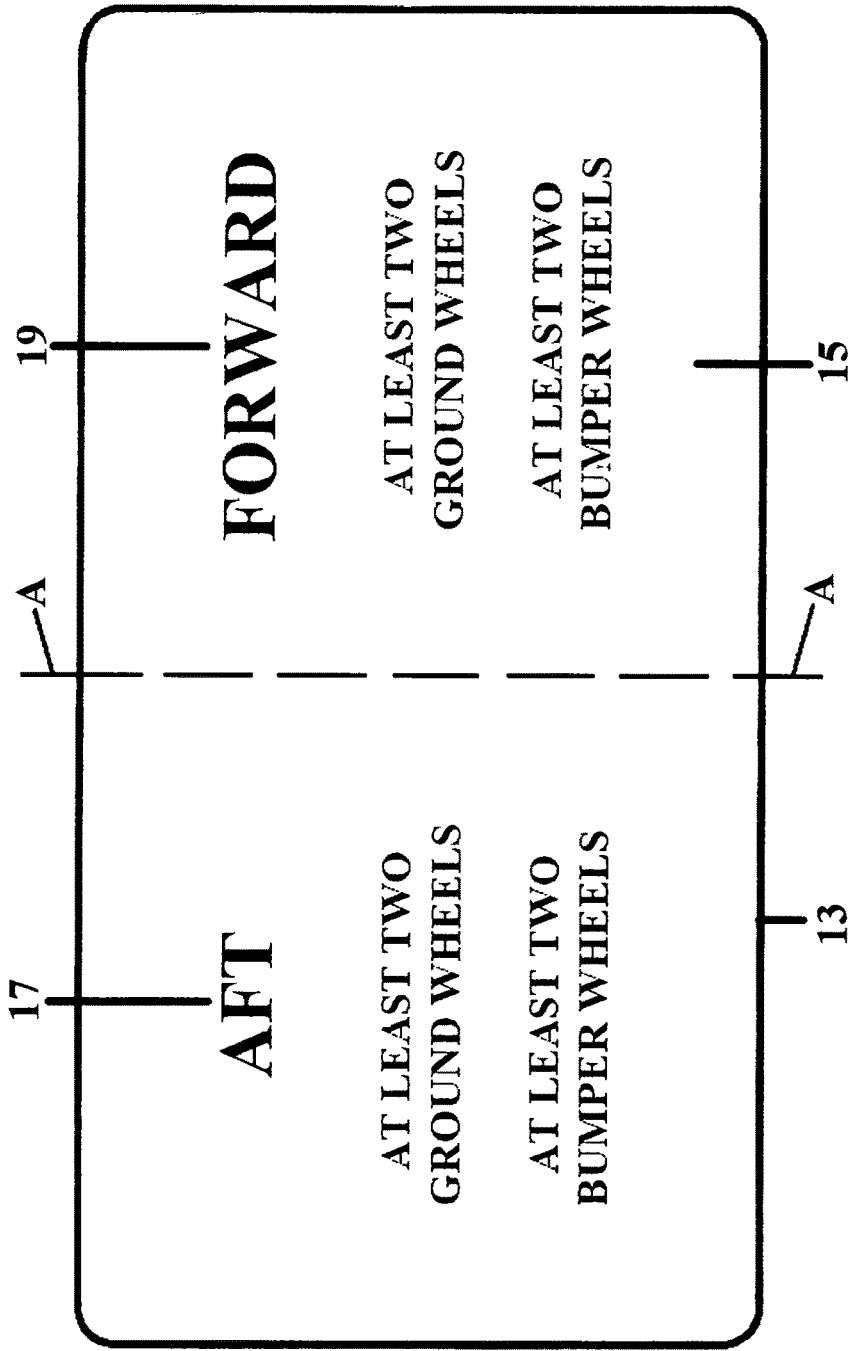 17
AFT
AT LEAST TWO
GROUND WHEELS
AT LEAST TWO
BUMPER WHEELS
13
A
A
19
FORWARD
AT LEAST TWO
GROUND WHEELS
AT LEAST TWO
BUMPER WHEELS
15